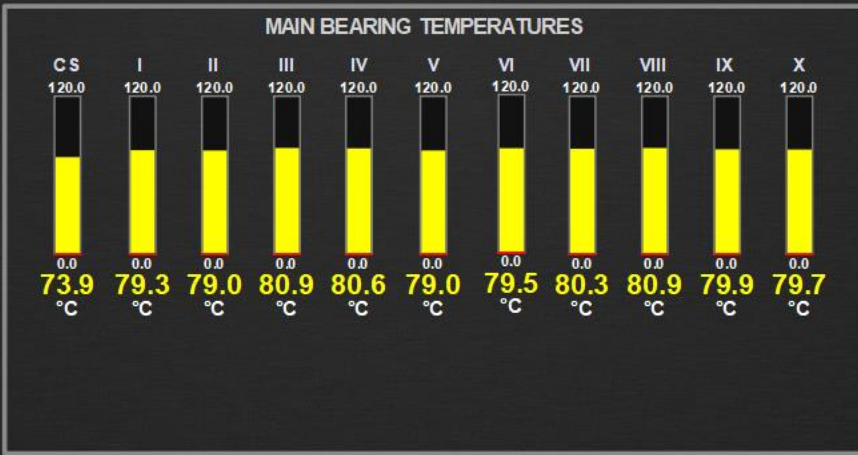 MAIN BEARING TEMPERATURES
CS I II III IV V VI VII VIII IX X
120.0 120.0 120.0 120.0 120.0 120.0 120.0 120.0 120.0 120.0 120.0
0.0 0.0 0.0 0.0 0.0 0.0 0.0 0.0 0.0 0.0 0.0
73.9 79.3 79.0 80.9 80.6 79.0 79.5 80.3 80.9 79.9 79.7
°C °C °C °C °C °C °C °C °C °C °C